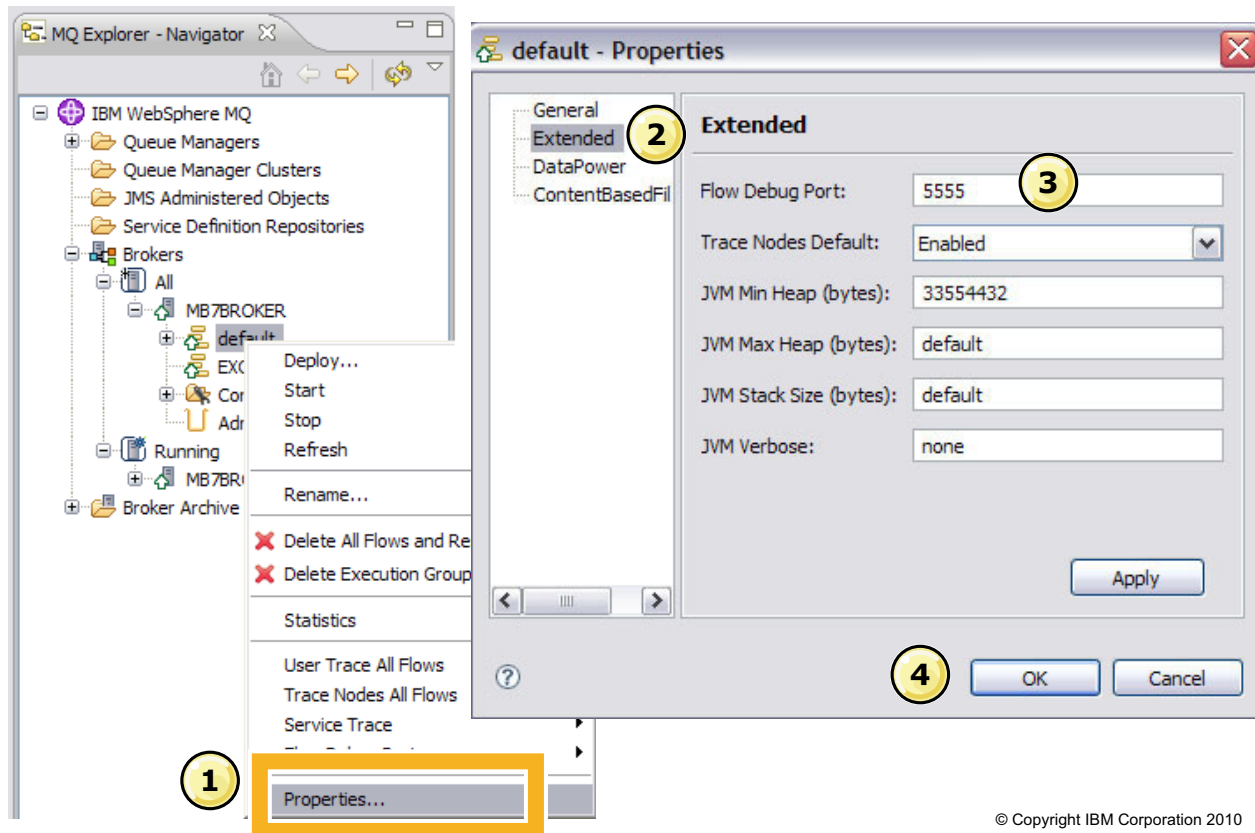 MQ Explorer - Navigator
IBM WebSphere MQ
Queue Managers
Queue Manager Clusters
JMS Administered Objects
Service Definition Repositories
Brokers
All
MB7BROKER
default
EXC
Cor
Adr
Running
MB7BR
Broker Archive
Deploy...
Start
Stop
Refresh
Rename...
Delete All Flows and Re
Delete Execution Group
Statistics
User Trace All Flows
Trace Nodes All Flows
Service Trace
1
Properties...
default - Properties
General
Extended
2
DataPower
ContentBasedFil
Extended
Flow Debug Port:
5555
3
Trace Nodes Default:
Enabled
JVM Min Heap (bytes):
33554432
JVM Max Heap (bytes):
default
JVM Stack Size (bytes):
default
JVM Verbose:
none
Apply
4
OK
Cancel
© Copyright IBM Corporation 2010